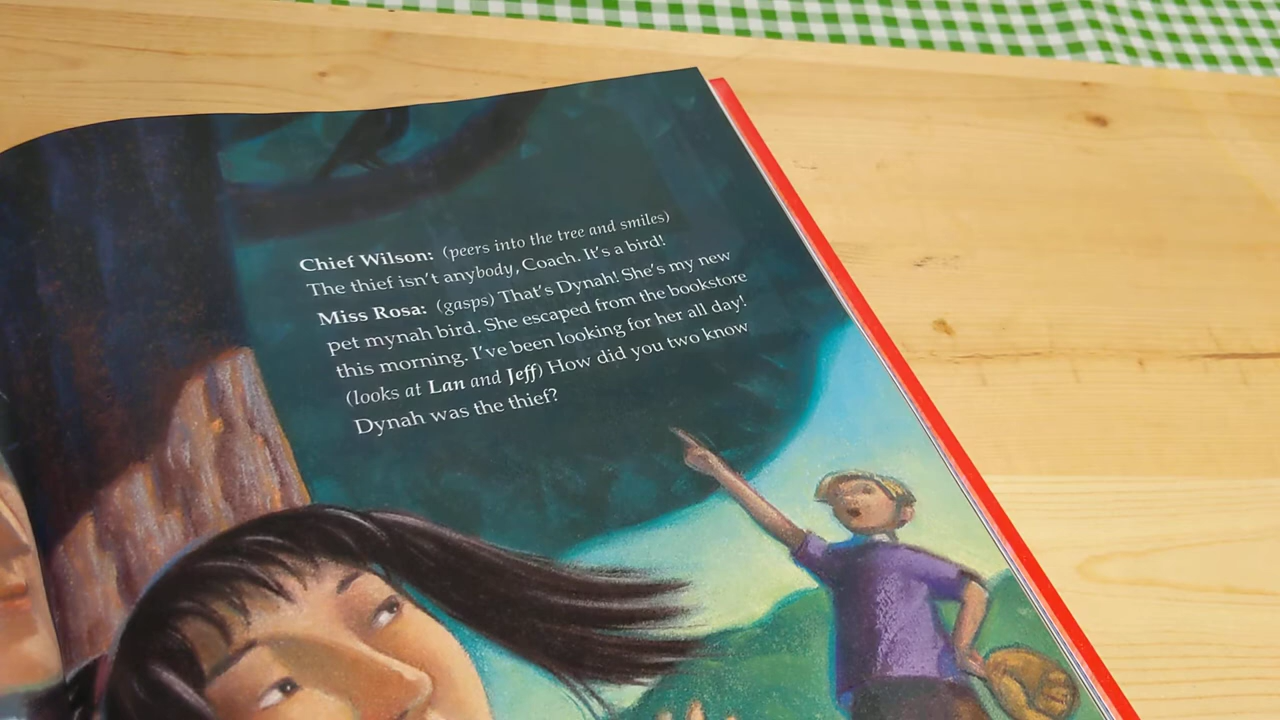 Chief Wilson: (peers into the tree and smiles)
The thief isn't anybody, Coach. It's a bird!
Miss Rosa: (gasps) That's Dynah! She's my new
pet mynah bird. She escaped from the bookstore
this morning. I've been looking for her all day!
(looks at Lan and Jeff) How did you two know
Dynah was the thief?